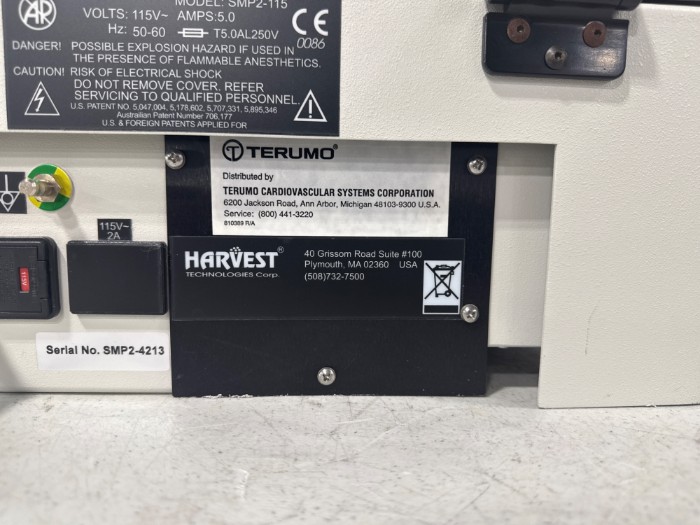 AR
MODEL: SMP2-115
VOLTS: 115V~ AMPS:5.0
Hz: 50-60 T5.0AL250V
CE
0086
DANGER! POSSIBLE EXPLOSION HAZARD IF USED IN
THE PRESENCE OF FLAMMABLE ANESTHETICS.
CAUTION! RISK OF ELECTRICAL SHOCK
DO NOT REMOVE COVER. REFER
SERVICING TO QUALIFIED PERSONNEL
U.S. PATENT NO. 5,047,004, 5,178,602, 5,707,331, 5,895,346
Austrailian Patent Number 706,177
U.S. & FOREIGN PATENTS APPLIED FOR
TERUMO®
Distributed by
TERUMO CARDIOVASCULAR SYSTEMS CORPORATION
6200 Jackson Road, Ann Arbor, Michigan 48103-9300 U.S.A.
Service: (800) 441-3220
810389 R/A
115V~
2A
115V
HARVEST®
TECHNOLOGIES Corp.
40 Grissom Road Suite #100
Plymouth, MA 02360 USA
(508)732-7500
Serial No. SMP2-4213